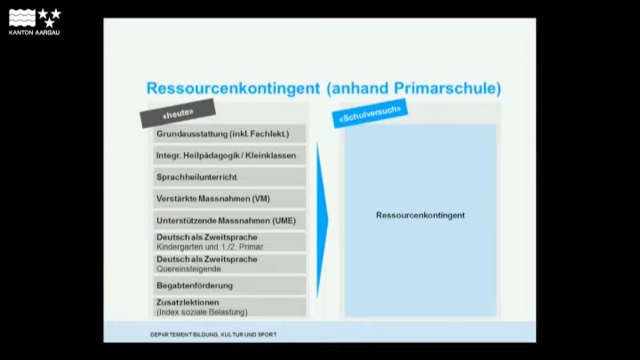 KANTON AARGAU
Ressourcenkontingent (anhand Primarschule)
«heute»
«Schulversuch»
Grundausstattung (inkl. Fachlekt.)
Integr. Heilpädagogik / Kleinklassen
Sprachheilunterricht
Verstärkte Massnahmen (VM)
Unterstützende Massnahmen (UME)
Deutsch als Zweitsprache
Kindergarten und 1./2. Primar
Deutsch als Zweitsprache
Quereinsteigende
Begabtenförderung
Zusatzlektionen
(Index soziale Belastung)
Ressourcenkontingent
DEPARTEMENT BILDUNG, KULTUR UND SPORT